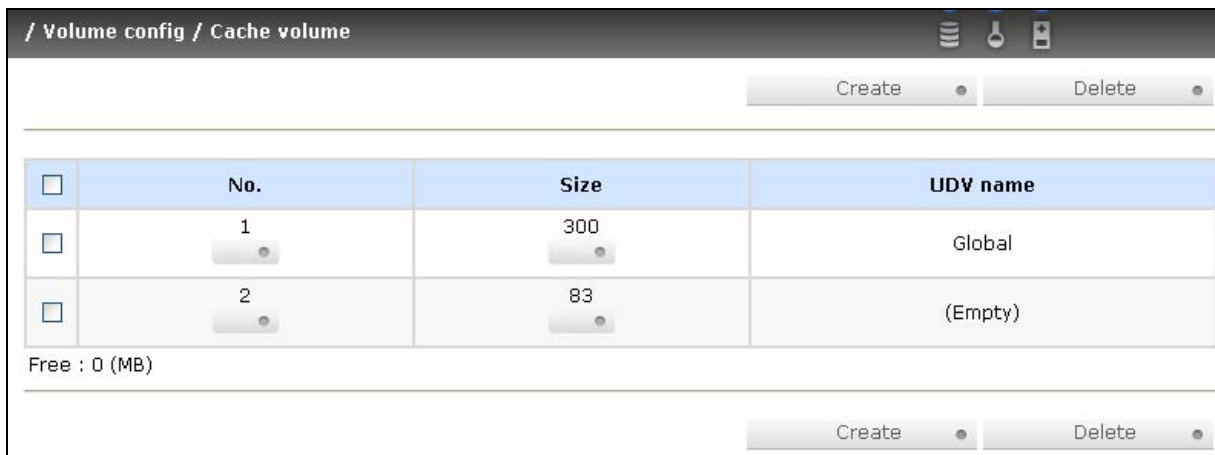 / Volume config / Cache volume
Create Delete
No. Size UDV name
1 300 Global
2 83 (Empty)
Free : 0 (MB)
Create Delete